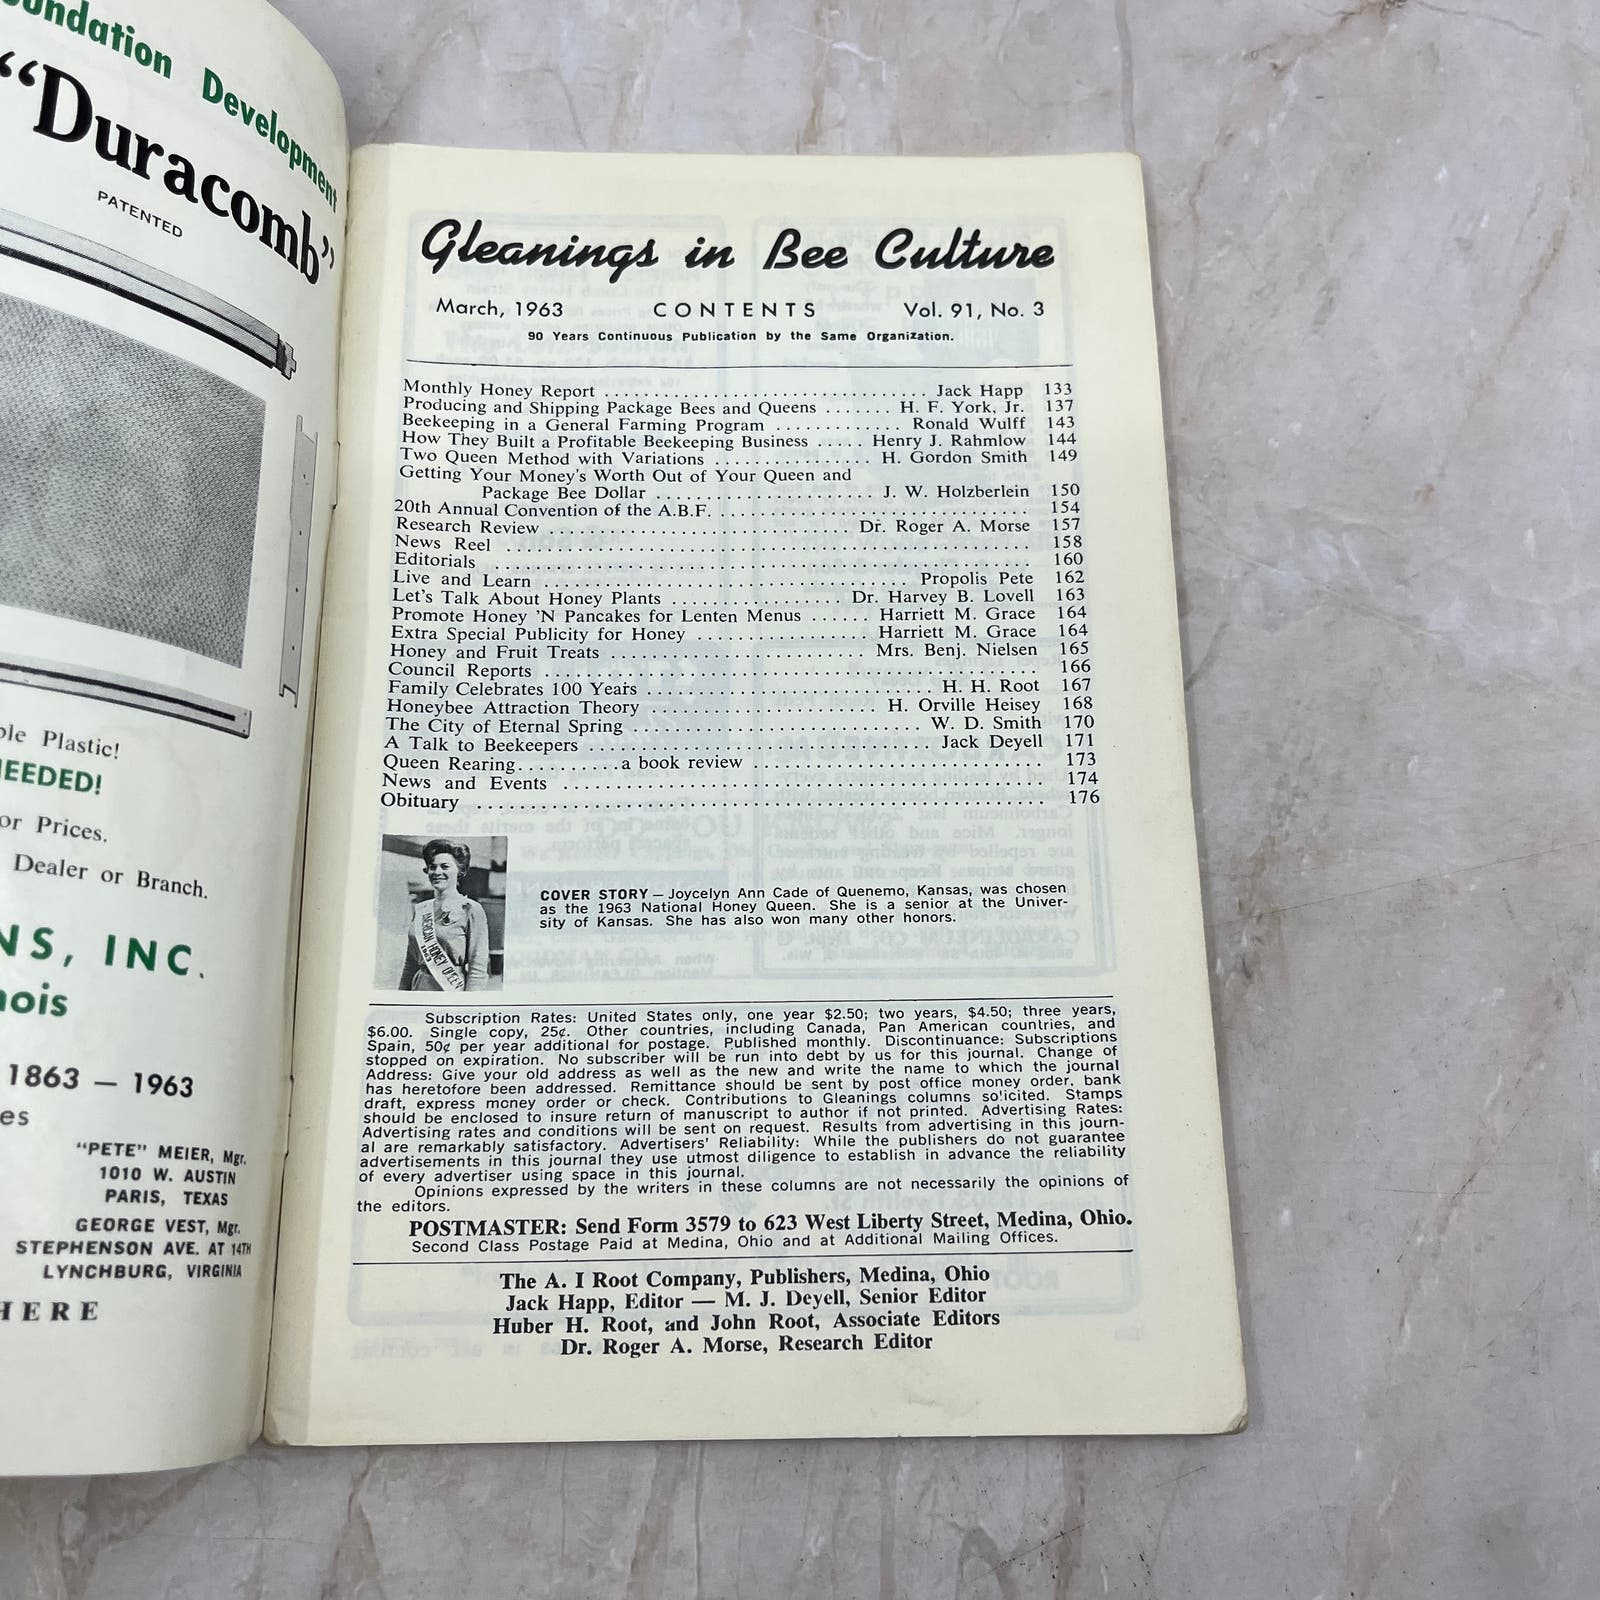 Development
"Duracomb"
PATENTED
Plastic!
or Prices.
Dealer or Branch.
INC.
1863 — 1963
"PETE" MEIER, Mgr.
1010 W. AUSTIN
PARIS, TEXAS
GEORGE VEST, Mgr.
STEPHENSON AVE. AT 14TH
LYNCHBURG, VIRGINIA
Gleanings in Bee Culture
March, 1963 CONTENTS Vol. 91, No. 3
90 Years Continuous Publication by the Same Organization.
Monthly Honey Report .......... Jack Happ 133
Producing and Shipping Package Bees and Queens ....... H. F. York, Jr. 137
Beekeeping in a General Farming Program .......... Ronald Wulff 143
How They Built a Profitable Beekeeping Business ..... Henry J. Rahmlow 144
Two Queen Method with Variations .......... H. Gordon Smith 149
Getting Your Money's Worth Out of Your Queen and
Package Bee Dollar .......... J. W. Holzberlein 150
20th Annual Convention of the A.B.F. .......... 154
Research Review .......... Dr. Roger A. Morse 157
News Reel .......... 158
Editorials .......... 160
Live and Learn .......... Propolis Pete 162
Let's Talk About Honey Plants .......... Dr. Harvey B. Lovell 163
Promote Honey 'N Pancakes for Lenten Menus ...... Harriett M. Grace 164
Extra Special Publicity for Honey .......... Harriett M. Grace 164
Honey and Fruit Treats .......... Mrs. Benj. Nielsen 165
Council Reports .......... 166
Family Celebrates 100 Years .......... H. H. Root 167
Honeybee Attraction Theory .......... H. Orville Heisey 168
The City of Eternal Spring .......... W. D. Smith 170
A Talk to Beekeepers .......... Jack Deyell 171
Queen Rearing..........a book review .......... 173
News and Events .......... 174
Obituary .......... 176
AMERICAN HONEY QUEEN 1963
COVER STORY — Joycelyn Ann Cade of Quenemo, Kansas, was chosen
as the 1963 National Honey Queen. She is a senior at the Univer-
sity of Kansas. She has also won many other honors.
Subscription Rates: United States only, one year $2.50; two years, $4.50; three years,
$6.00. Single copy, 25¢. Other countries, including Canada, Pan American countries, and
Spain, 50¢ per year additional for postage. Published monthly. Discontinuance: Subscriptions
stopped on expiration. No subscriber will be run into debt by us for this journal. Change of
Address: Give your old address as well as the new and write the name to which the journal
has heretofore been addressed. Remittance should be sent by post office money order, bank
draft, express money order or check. Contributions to Gleanings columns solicited. Stamps
should be enclosed to insure return of manuscript to author if not printed. Advertising Rates:
Advertising rates and conditions will be sent on request. Results from advertising in this journ-
al are remarkably satisfactory. Advertisers' Reliability: While the publishers do not guarantee
advertisements in this journal they use utmost diligence to establish in advance the reliability
of every advertiser using space in this journal.
Opinions expressed by the writers in these columns are not necessarily the opinions of
the editors.
POSTMASTER: Send Form 3579 to 623 West Liberty Street, Medina, Ohio.
Second Class Postage Paid at Medina, Ohio and at Additional Mailing Offices.
The A. I Root Company, Publishers, Medina, Ohio
Jack Happ, Editor — M. J. Deyell, Senior Editor
Huber H. Root, and John Root, Associate Editors
Dr. Roger A. Morse, Research Editor